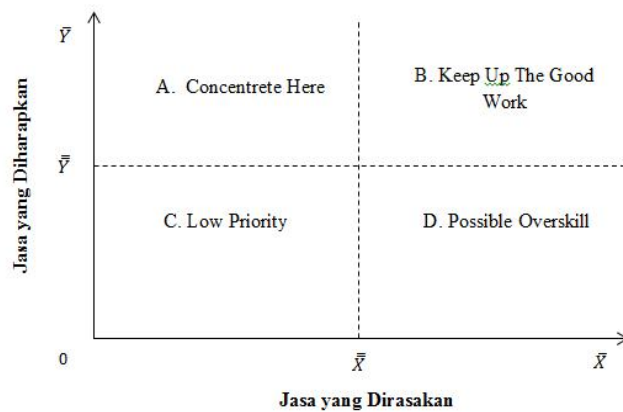 Ȳ
A. Concentrete Here
B. Keep Up The Good
Work
Jasa yang Diharapkan
Ȳ̄
C. Low Priority
D. Possible Overskill
0
X̄̄
X̄
Jasa yang Dirasakan